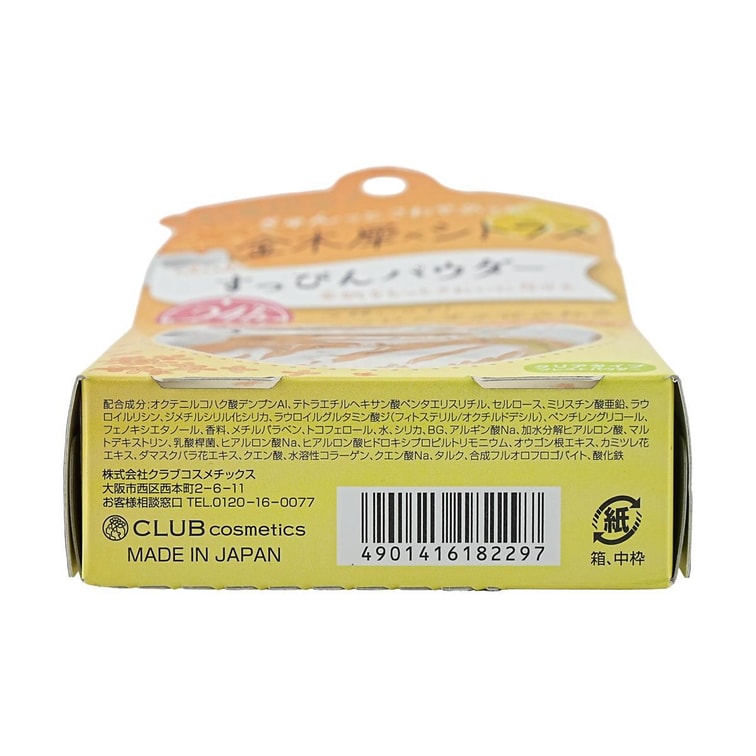 金木犀×シトラス
すっぴんパウダー
24h
クリアタイプ
配合成分;オクテニルコハク酸デンプンAl、テトラエチルヘキサン酸ペンタエリスリチル、セルロース、ミリスチン酸亜鉛、ラウ
ロイルリシン、ジメチルシリル化シリカ、ラウロイルグルタミン酸ジ(フィトステリル/オクチルドデシル)、ペンチレングリコール、
フェノキシエタノール、香料、メチルパラベン、トコフェロール、水、シリカ、BG、アルギン酸Na、加水分解ヒアルロン酸、マ
ルトデキストリン、乳酸桿菌、ヒアルロン酸Na、ヒアルロン酸ヒドロキシプロピルトリモニウム、オウゴン根エキス、カミツレ花
エキス、ダマスクバラ花エキス、クエン酸、水溶性コラーゲン、クエン酸Na、タルク、合成フルオロフロゴパイト、酸化鉄
株式会社クラブコスメチックス
大阪市西区西本町2-6-11
お客様相談窓口 TEL.0120-16-0077
CLUB cosmetics
MADE IN JAPAN
4901416182297
紙
箱、中枠